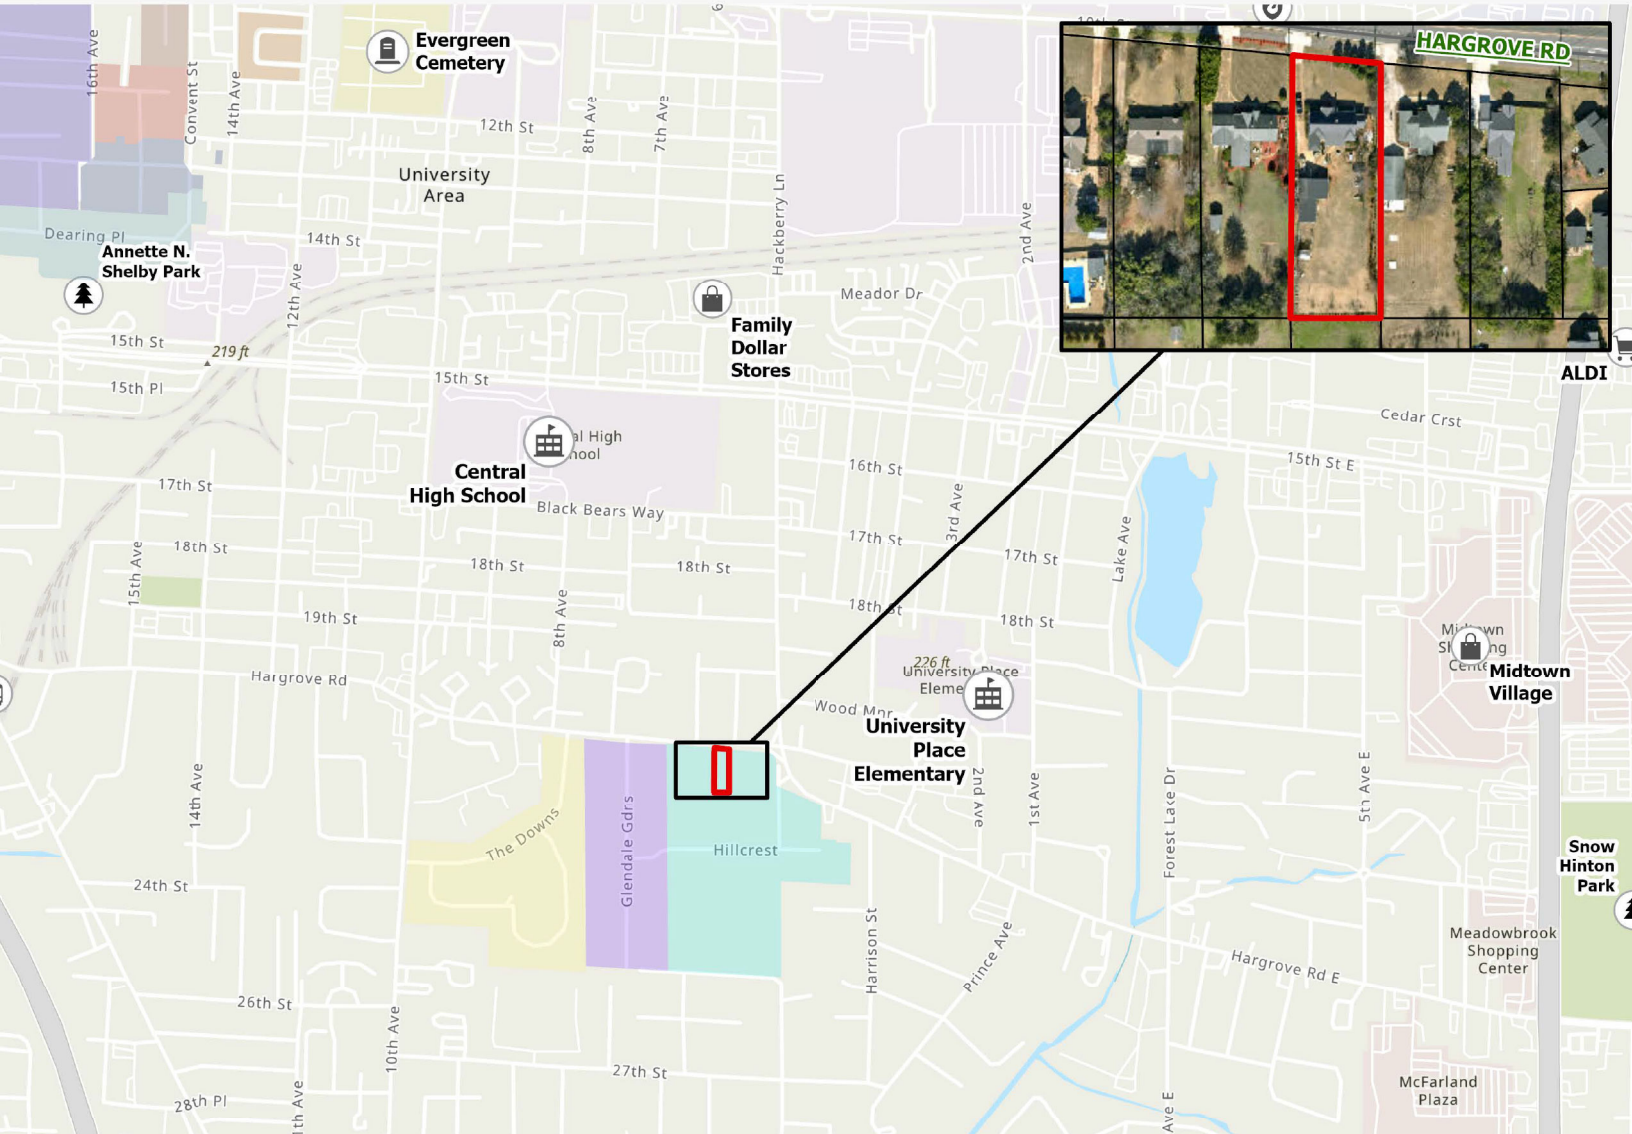 16th Ave
Convent St
14th Ave
Evergreen
Cemetery
12th St
8th Ave
7th Ave
University
Area
Hackberry Ln
2nd Ave
HARGROVE RD
Dearing Pl
Annette N.
Shelby Park
14th St
12th Ave
Meador Dr
Family
Dollar
Stores
15th St
219 ft
15th Pl
15th St
ALDI
Cedar Crst
15th St E
Central
High School
Black Bears Way
16th St
17th St
3rd Ave
17th St
17th St
Lake Ave
18th St
15th Ave
18th St
18th St
18th St
18th St
19th St
8th Ave
226 ft
University Place
Eleme
University
Place
Elementary
Midtown
Village
Hargrove Rd
Wood Mnr
14th Ave
The Downs
Glendale Gdns
Hillcrest
2nd Ave
1st Ave
Forest Lake Dr
5th Ave E
Snow
Hinton
Park
24th St
Harrison St
Prince Ave
Hargrove Rd E
Meadowbrook
Shopping
Center
26th St
10th Ave
27th St
28th Pl
McFarland
Plaza
Ave E